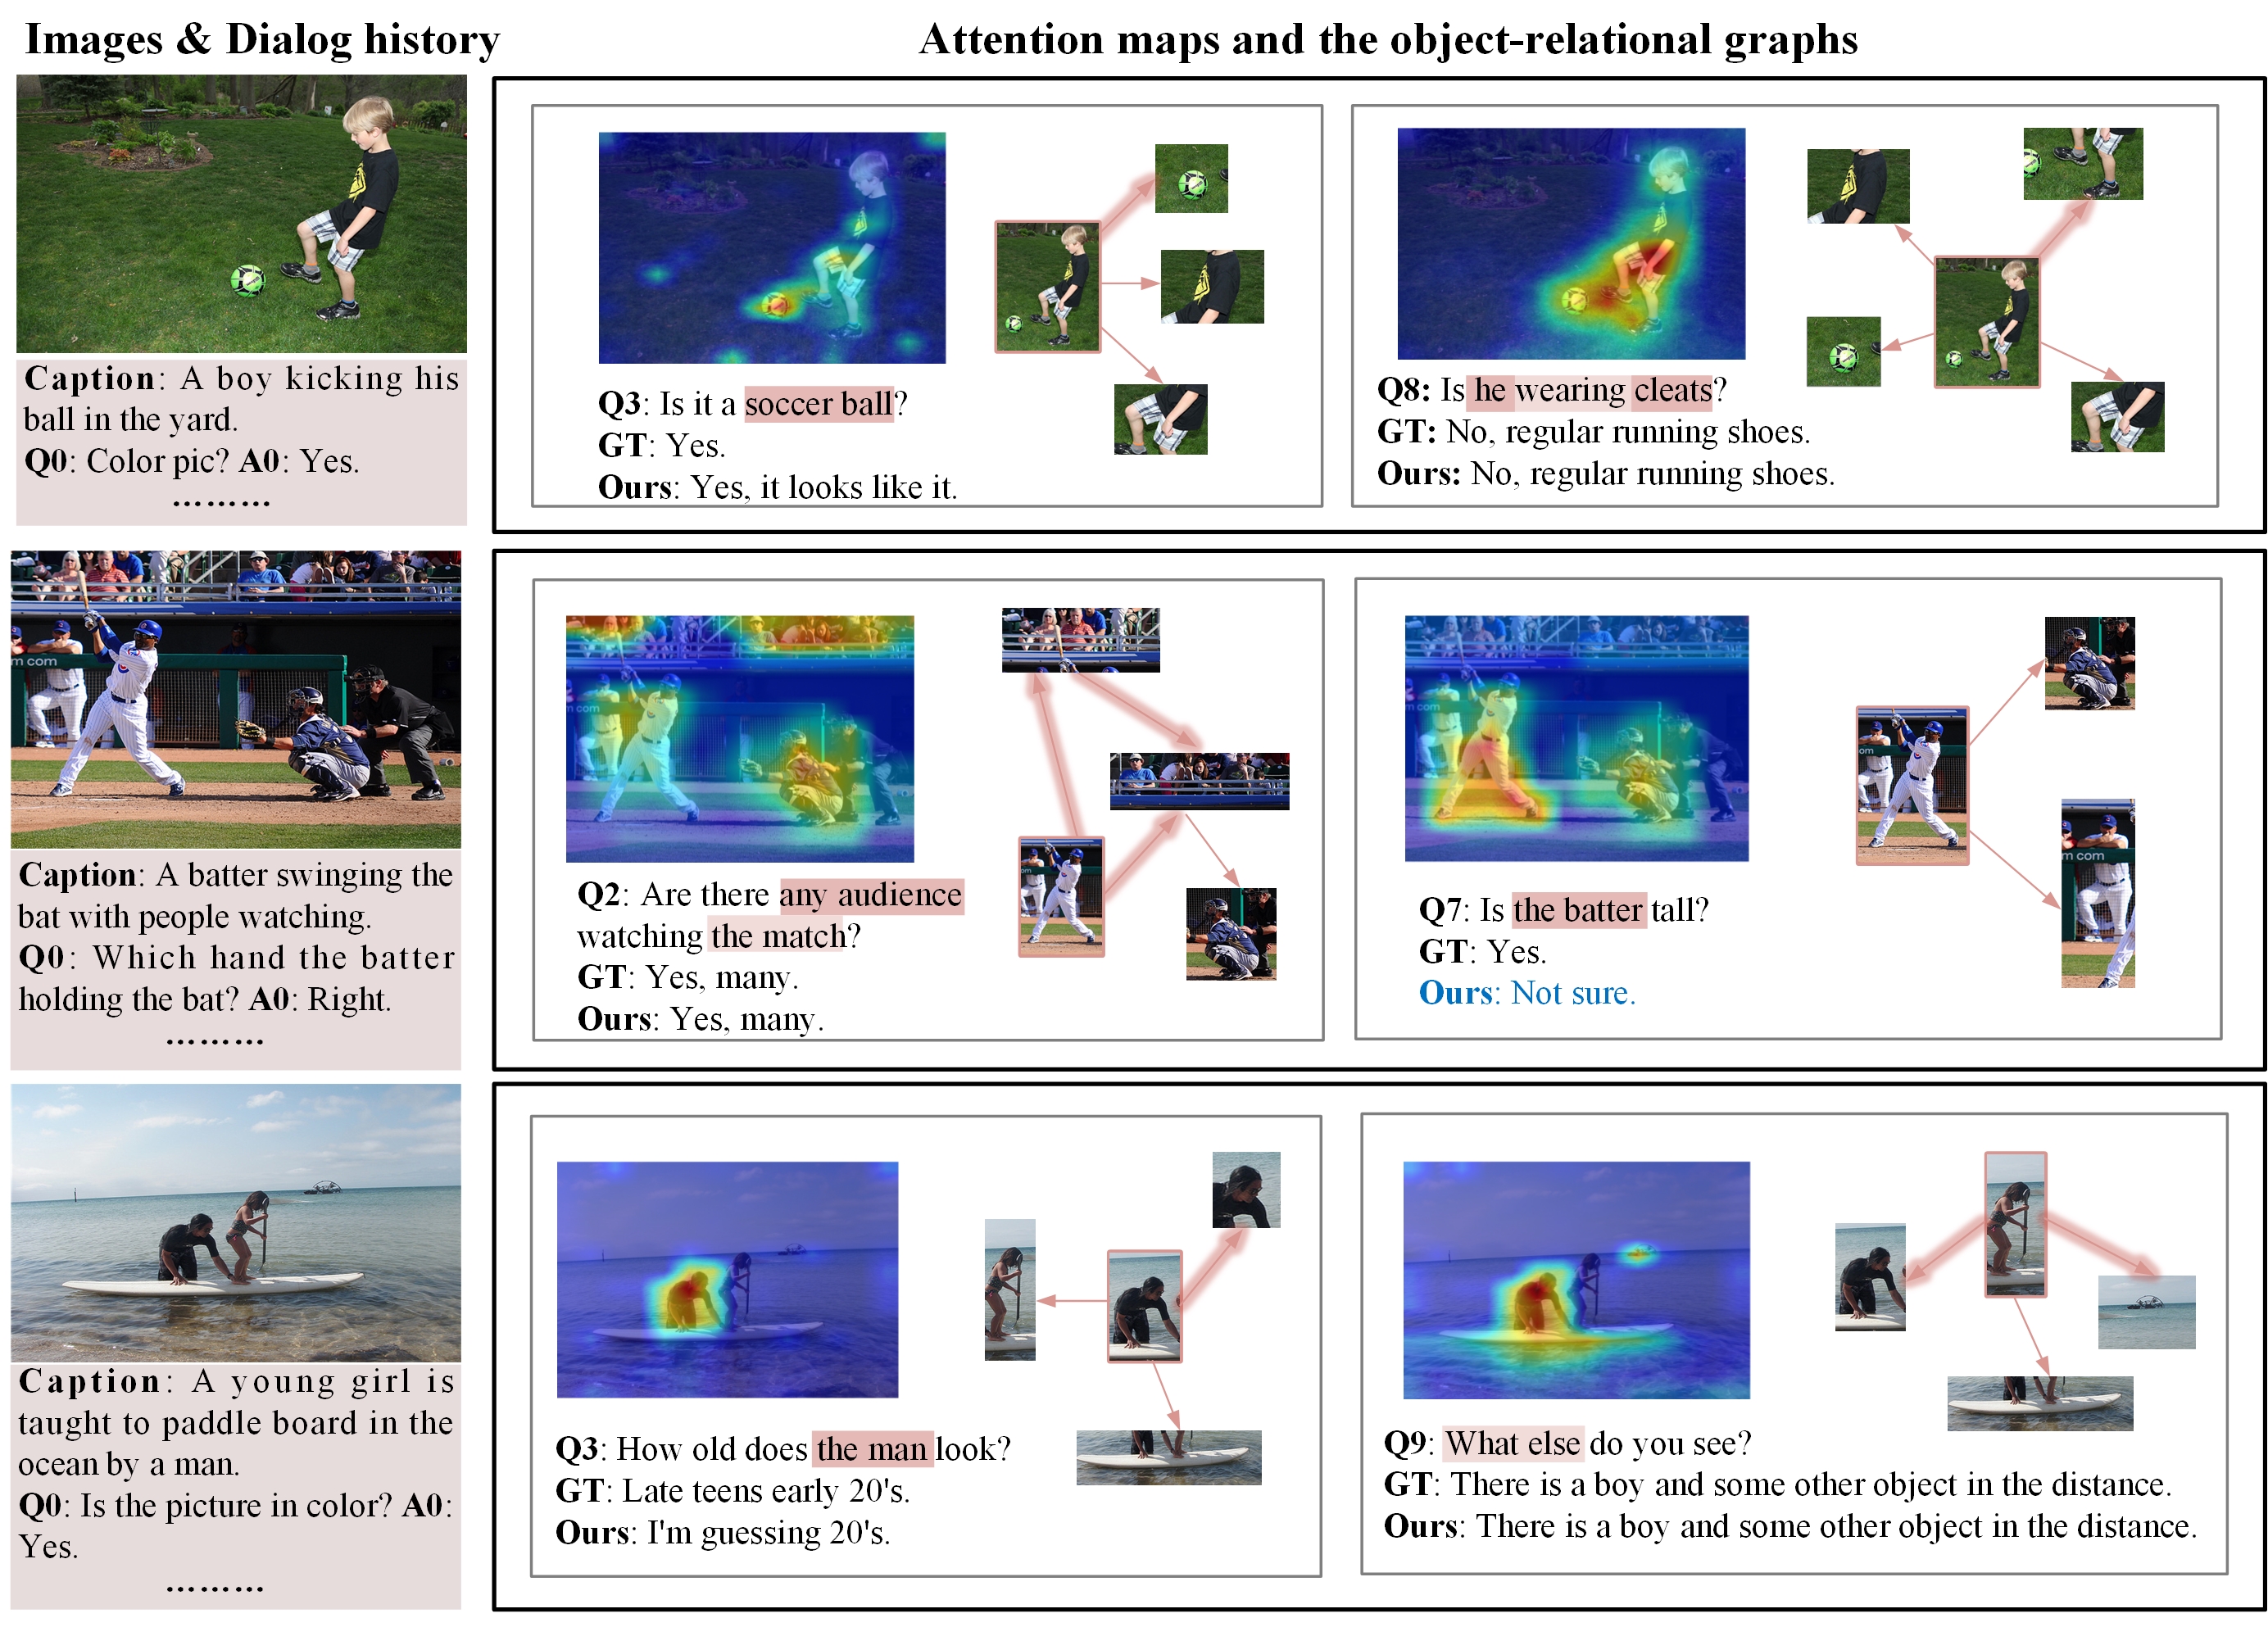 Images & Dialog history
Attention maps and the object-relational graphs
Caption: A boy kicking his
ball in the yard.
Q0: Color pic? A0: Yes.
………
Q3: Is it a soccer ball?
GT: Yes.
Ours: Yes, it looks like it.
Q8: Is he wearing cleats?
GT: No, regular running shoes.
Ours: No, regular running shoes.
m com
Caption: A batter swinging the
bat with people watching.
Q0: Which hand the batter
holding the bat? A0: Right.
………
m com
Q2: Are there any audience
watching the match?
GT: Yes, many.
Ours: Yes, many.
m com
om
m com
Q7: Is the batter tall?
GT: Yes.
Ours: Not sure.
Caption: A young girl is
taught to paddle board in the
ocean by a man.
Q0: Is the picture in color? A0:
Yes.
………
Q3: How old does the man look?
GT: Late teens early 20's.
Ours: I'm guessing 20's.
Q9: What else do you see?
GT: There is a boy and some other object in the distance.
Ours: There is a boy and some other object in the distance.